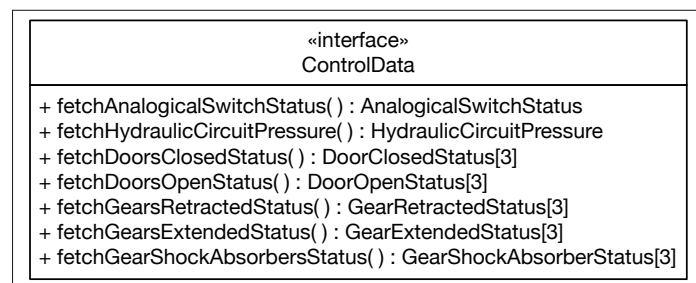 «interface»
ControlData
+ fetchAnalogicalSwitchStatus( ) : AnalogicalSwitchStatus
+ fetchHydraulicCircuitPressure( ) : HydraulicCircuitPressure
+ fetchDoorsClosedStatus( ) : DoorClosedStatus[3]
+ fetchDoorsOpenStatus( ) : DoorOpenStatus[3]
+ fetchGearsRetractedStatus( ) : GearRetractedStatus[3]
+ fetchGearsExtendedStatus( ) : GearExtendedStatus[3]
+ fetchGearShockAbsorbersStatus( ) : GearShockAbsorberStatus[3]